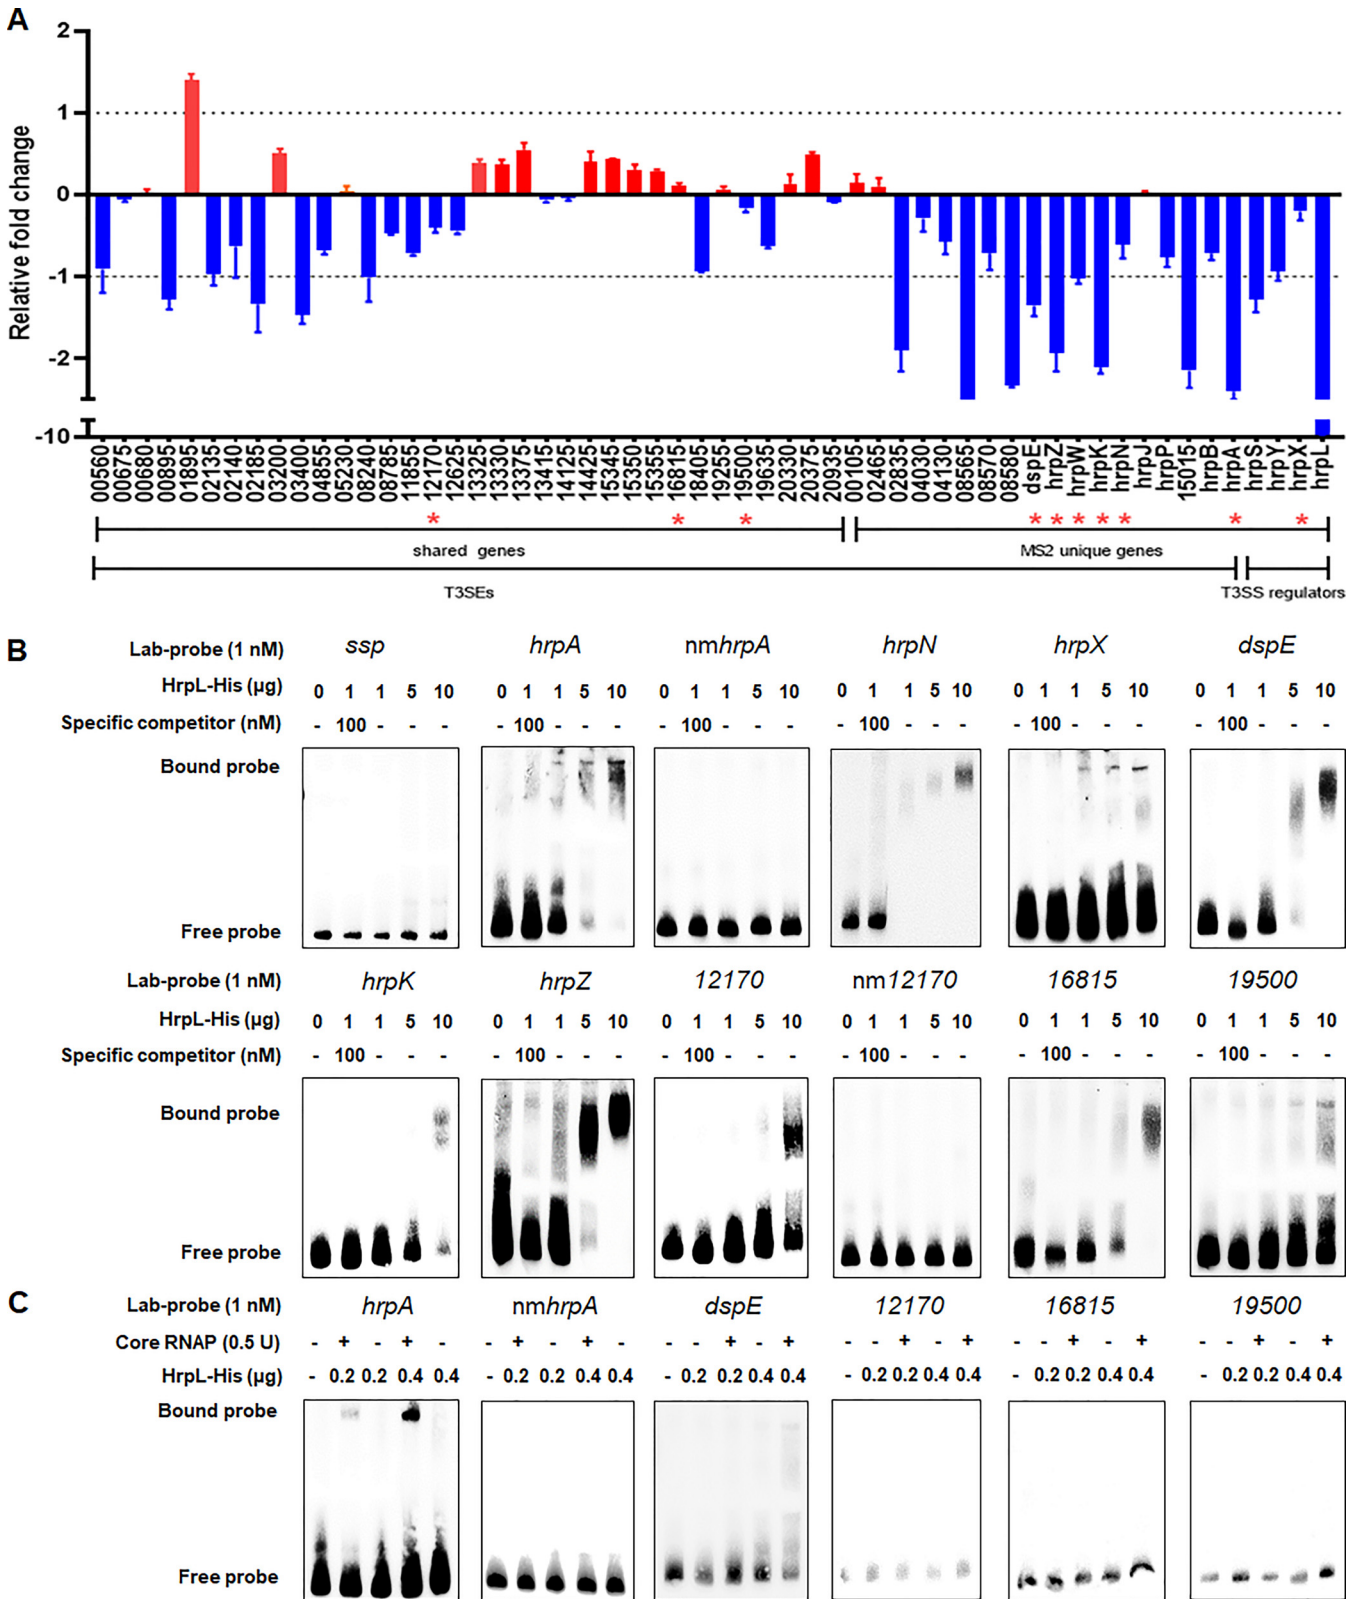 A
Relative fold change
2
1
0
-1
-2
-10
00560 00675 00680 00895 01895 02135 02140 02185 03200 03400 04855 05230 08240 08785 11855 12170 12625 13325 13330 13375 13415 14125 14425 15345 15350 15355 16815 18405 19255 19500 19635 20330 20375 20935 00105 02465 02835 04030 04130 08565 08570 08580 dspE hrpZ hrpW hrpK hrpN hrpJ hrpP 15015 hrpB hrpA hrpS hrpY hrpX hrpL
* * * * * * * * * *
shared genes MS2 unique genes
T3SEs T3SS regulators
B
Lab-probe (1 nM) ssp hrpA nmhrpA hrpN hrpX dspE
HrpL-His (µg) 0 1 1 5 10 0 1 1 5 10 0 1 1 5 10 0 1 1 5 10 0 1 1 5 10 0 1 1 5 10
Specific competitor (nM) - 100 - - - - 100 - - - - 100 - - - - 100 - - - - 100 - - - - 100 - - -
Bound probe
Free probe
Lab-probe (1 nM) hrpK hrpZ 12170 nm12170 16815 19500
HrpL-His (µg) 0 1 1 5 10 0 1 1 5 10 0 1 1 5 10 0 1 1 5 10 0 1 1 5 10 0 1 1 5 10
Specific competitor (nM) - 100 - - - - 100 - - - - 100 - - - - 100 - - - - 100 - - - - 100 - - -
Bound probe
Free probe
C
Lab-probe (1 nM) hrpA nmhrpA dspE 12170 16815 19500
Core RNAP (0.5 U) - + - + - - + - + - - - + - + - - + - + - - + - + - - + - +
HrpL-His (µg) - 0.2 0.2 0.4 0.4 - 0.2 0.2 0.4 0.4 - 0.2 0.2 0.4 0.4 - 0.2 0.2 0.4 0.4 - 0.2 0.2 0.4 0.4 - 0.2 0.2 0.4 0.4
Bound probe
Free probe